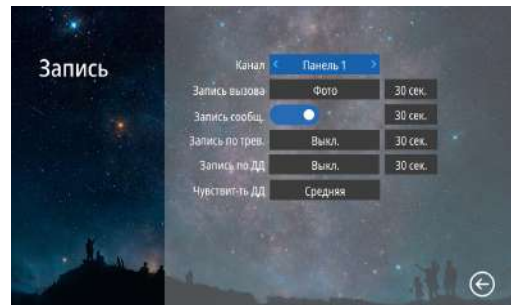 Запись
Канал < Панель 1 >
Запись вызова Фото 30 сек.
Запись сообщ. 30 сек.
Запись по трев. Выкл. 30 сек.
Запись по ДД Выкл. 30 сек.
Чувствит-ть ДД Средняя